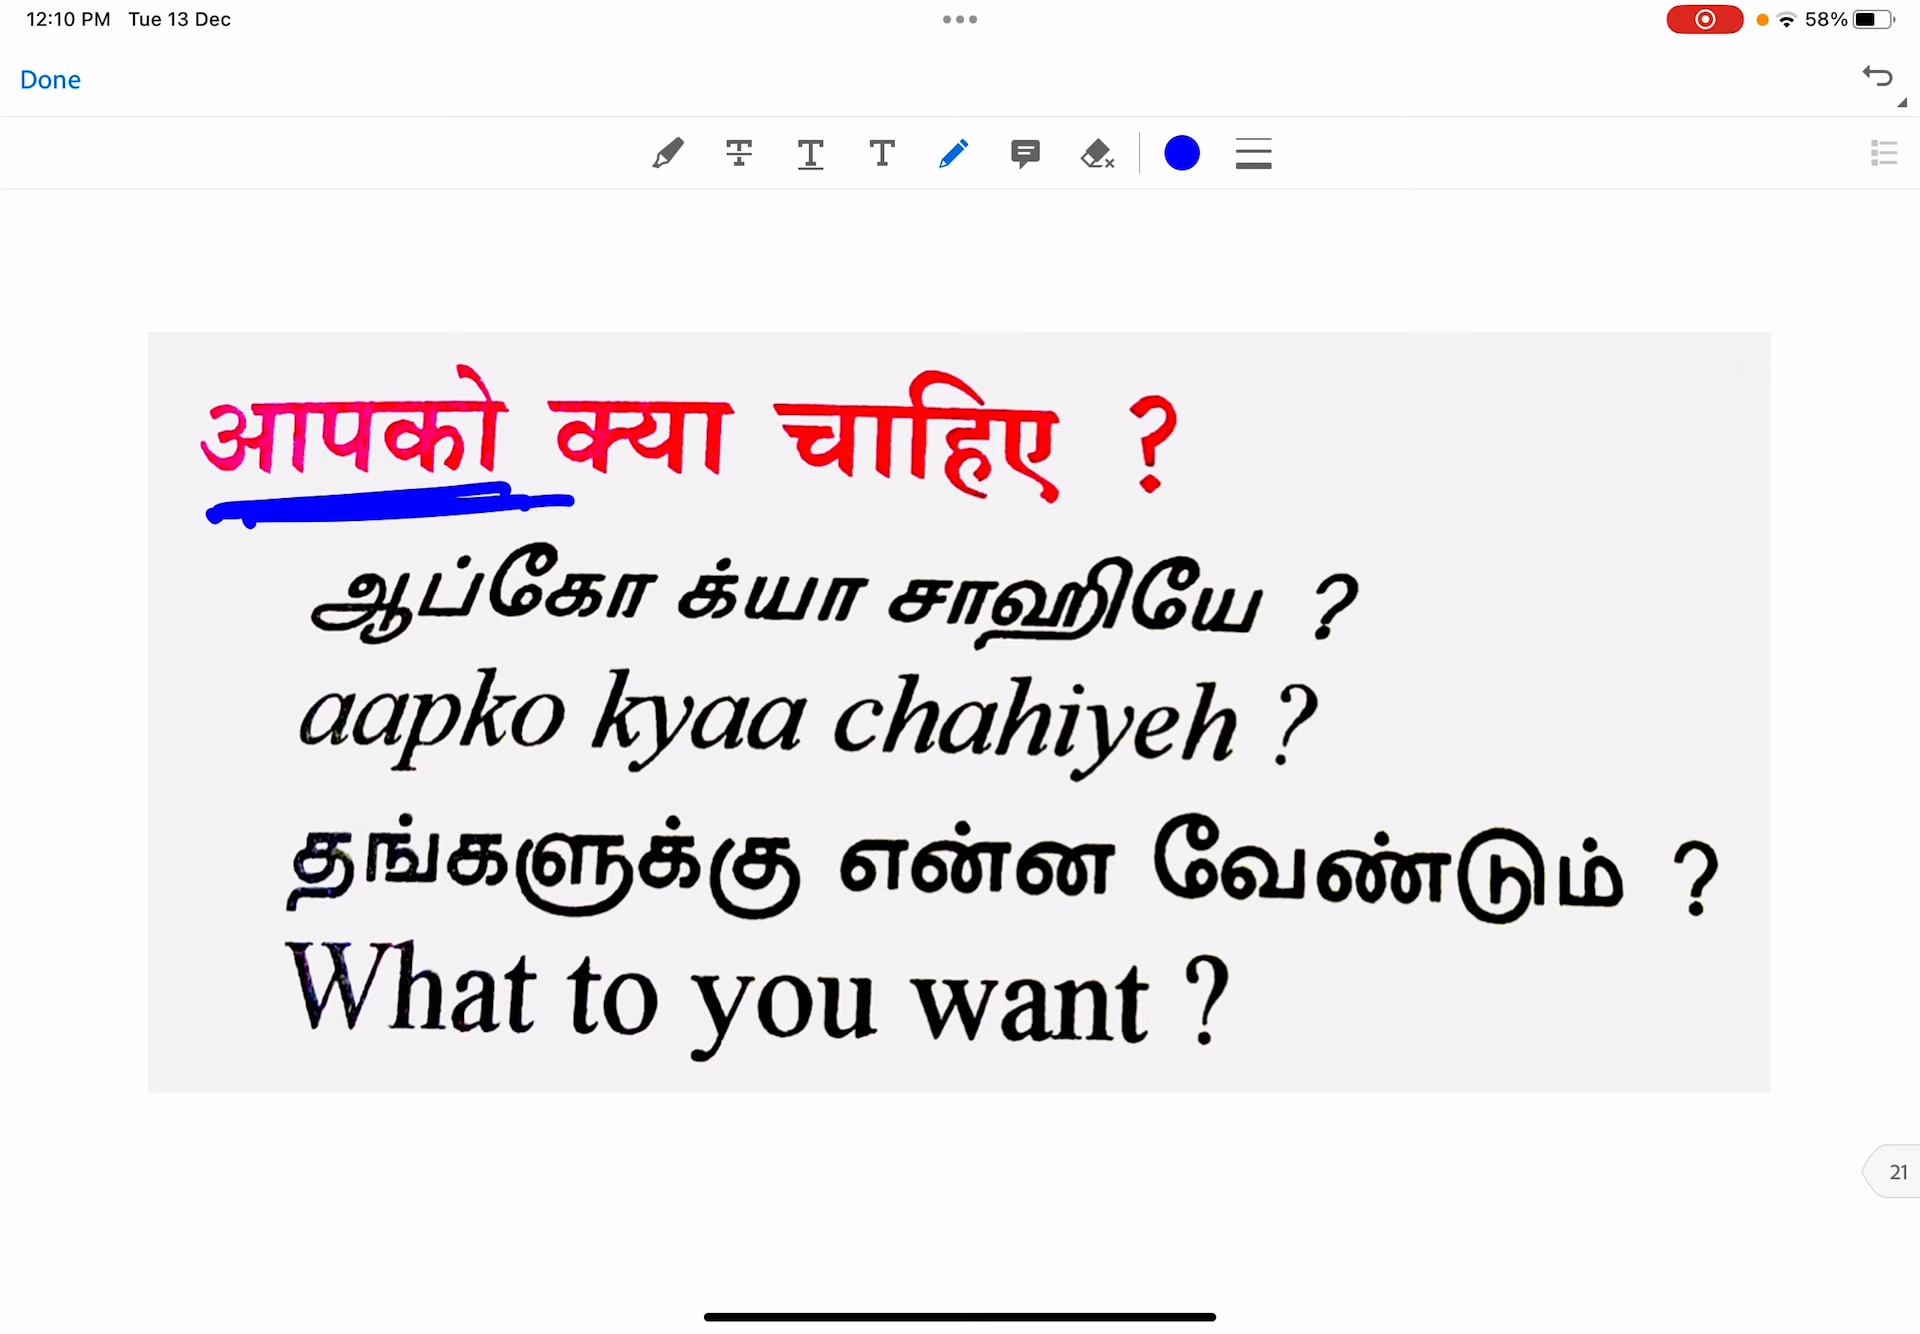 12:10 PM Tue 13 Dec
58%
Done
आपको क्या चाहिए ?
ஆப்கோ க்யா சாஹியே ?
aapko kyaa chahiyeh ?
தங்களுக்கு என்ன வேண்டும் ?
What to you want ?
21